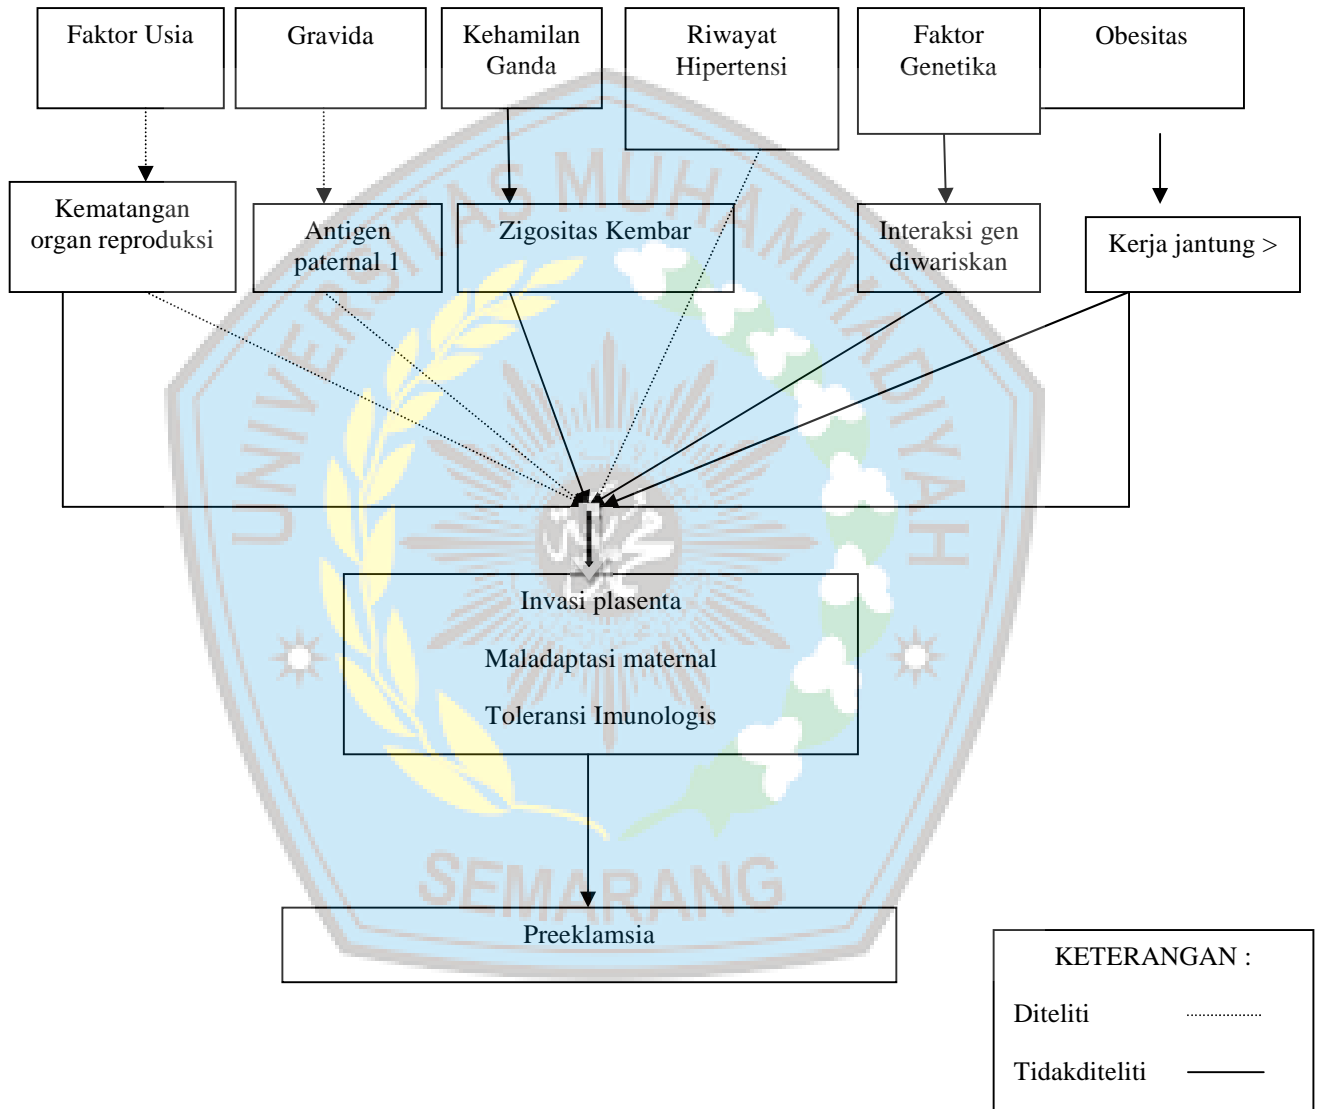 Faktor Usia
Gravida
Kehamilan
Ganda
Riwayat
Hipertensi
Faktor
Genetika
Obesitas
Kematangan
organ reproduksi
Antigen
paternal 1
Zigositas Kembar
Interaksi gen
diwariskan
Kerja jantung >
UNIVERSITAS MUHAMMADIYAH
Invasi plasenta
Maladaptasi maternal
Toleransi Imunologis
SEMARANG
Preeklamsia
KETERANGAN :
Diteliti
Tidakditeliti